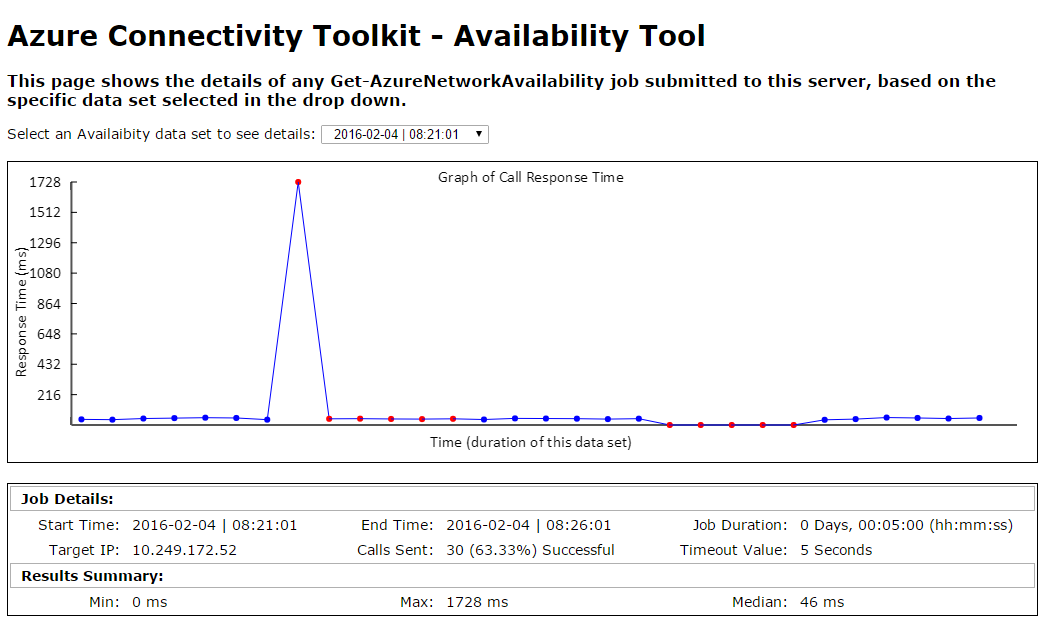 Azure Connectivity Toolkit - Availability Tool
This page shows the details of any Get-AzureNetworkAvailability job submitted to this server, based on the
specific data set selected in the drop down.
Select an Availaibity data set to see details: 2016-02-04 | 08:21:01
Graph of Call Response Time
1728
1512
1296
1080
864
648
432
216
Response Time (ms)
Time (duration of this data set)
Job Details:
Start Time: 2016-02-04 | 08:21:01 End Time: 2016-02-04 | 08:26:01 Job Duration: 0 Days, 00:05:00 (hh:mm:ss)
Target IP: 10.249.172.52 Calls Sent: 30 (63.33%) Successful Timeout Value: 5 Seconds
Results Summary:
Min: 0 ms Max: 1728 ms Median: 46 ms